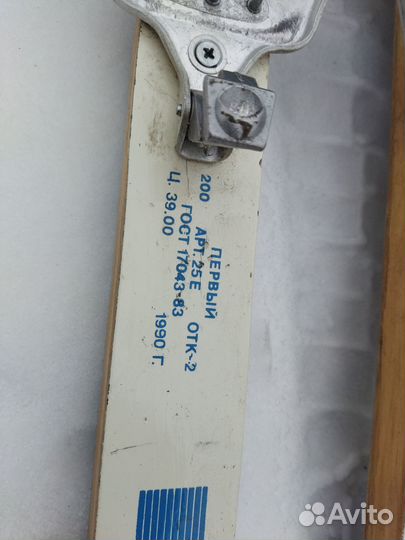 200 ПЕРВЫЙ
АРТ. 25Е ОТК-2
ГОСТ 17043-83
Ц. 39.00 1990 г.
Avito